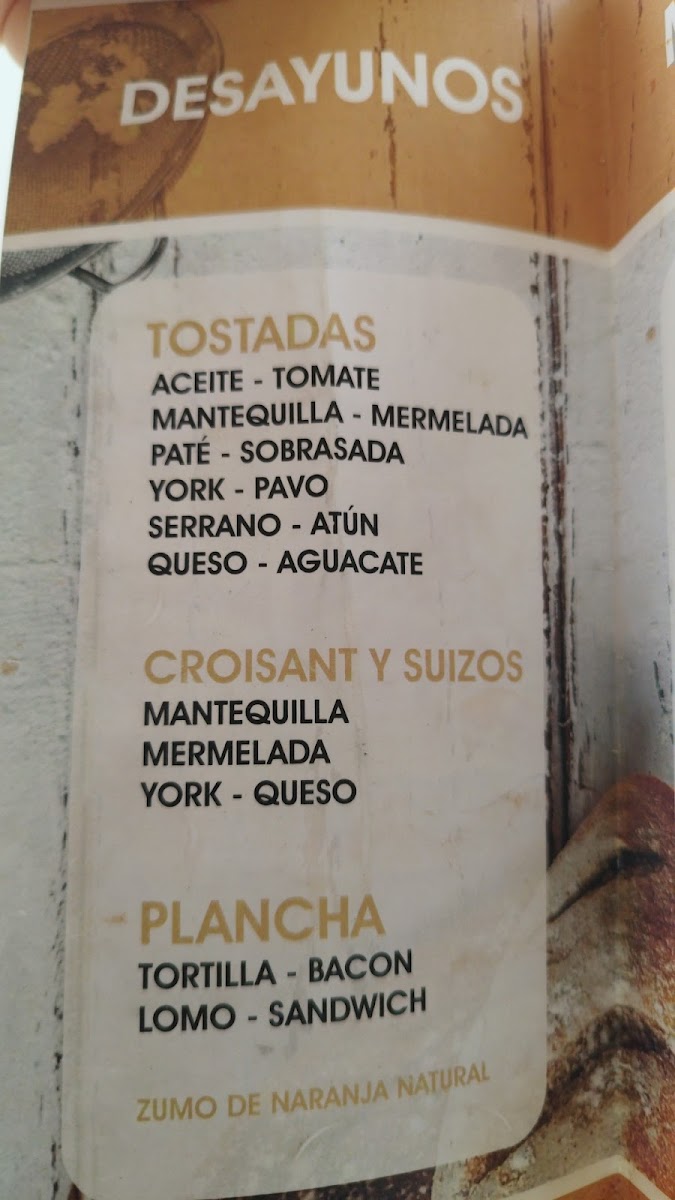 DESAYUNOS
TOSTADAS
ACEITE - TOMATE
MANTEQUILLA - MERMELADA
PATÉ - SOBRASADA
YORK - PAVO
SERRANO - ATÚN
QUESO - AGUACATE
CROISANT Y SUIZOS
MANTEQUILLA
MERMELADA
YORK - QUESO
PLANCHA
TORTILLA - BACON
LOMO - SANDWICH
ZUMO DE NARANJA NATURAL